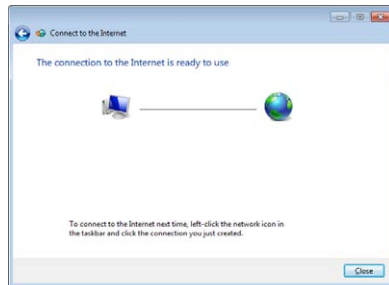 Connect to the Internet
The connection to the Internet is ready to use
To connect to the Internet next time, left-click the network icon in
the taskbar and click the connection you just created.
Close